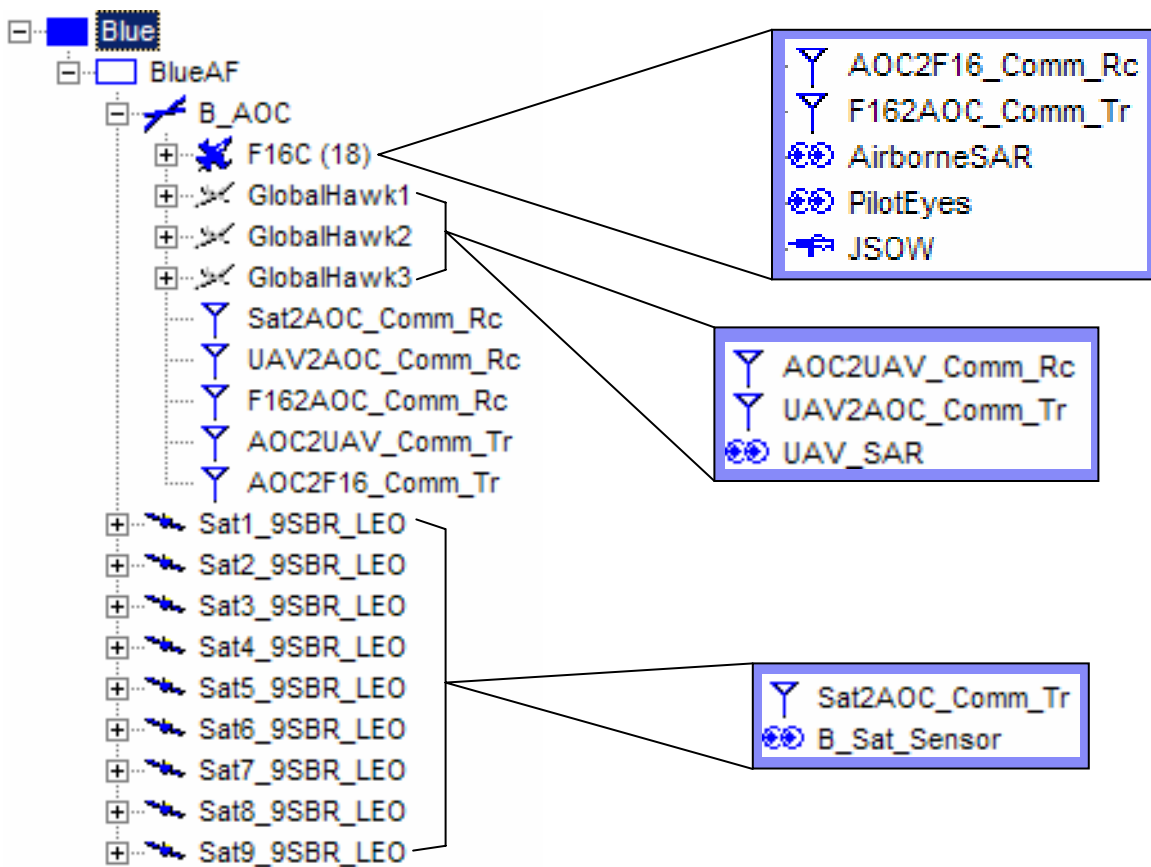 Blue
BlueAF
B_AOC
F16C (18)
GlobalHawk1
GlobalHawk2
GlobalHawk3
Sat2AOC_Comm_Rc
UAV2AOC_Comm_Rc
F162AOC_Comm_Rc
AOC2UAV_Comm_Tr
AOC2F16_Comm_Tr
Sat1_9SBR_LEO
Sat2_9SBR_LEO
Sat3_9SBR_LEO
Sat4_9SBR_LEO
Sat5_9SBR_LEO
Sat6_9SBR_LEO
Sat7_9SBR_LEO
Sat8_9SBR_LEO
Sat9_9SBR_LEO
AOC2F16_Comm_Rc
F162AOC_Comm_Tr
AirborneSAR
PilotEyes
JSOW
AOC2UAV_Comm_Rc
UAV2AOC_Comm_Tr
UAV_SAR
Sat2AOC_Comm_Tr
B_Sat_Sensor